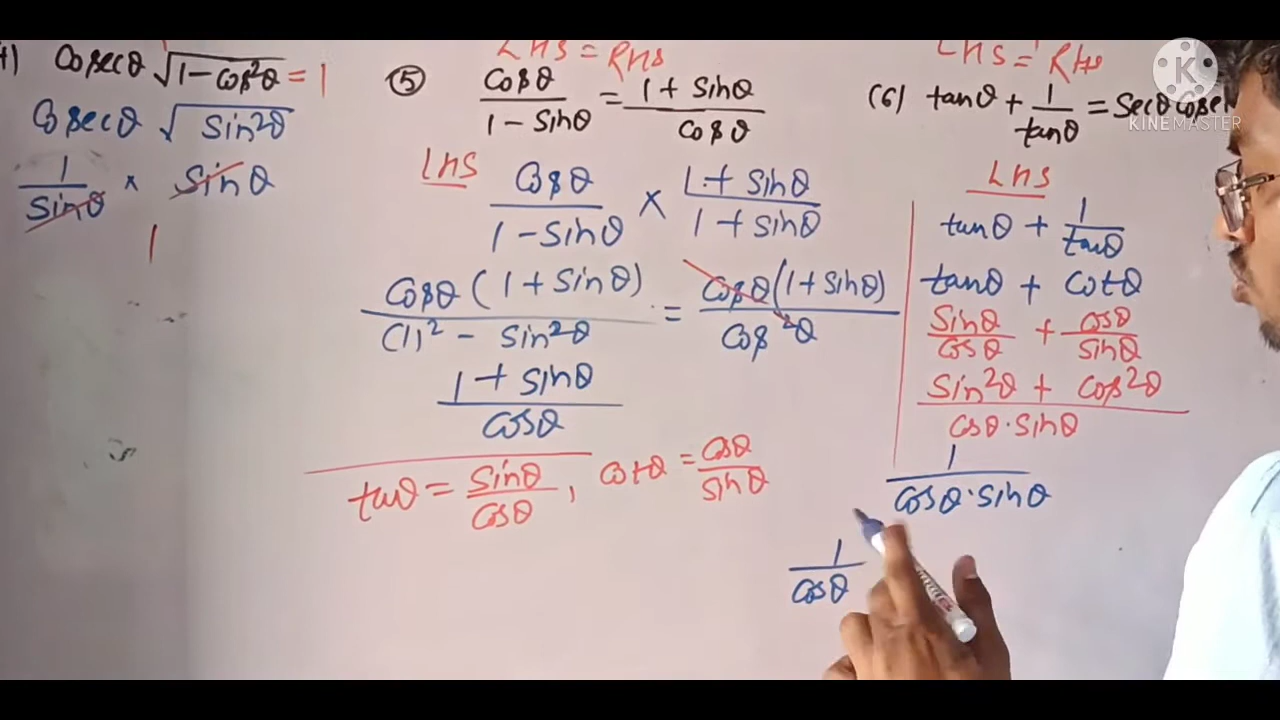 4) Cosecθ √1-cos²θ = 1
Cosecθ √Sin²θ
1/Sinθ × Sinθ
1
LHS = RHS
(5) Cosθ/1-Sinθ = 1+Sinθ/Cosθ
LHS Cosθ/1-Sinθ × 1+Sinθ/1+Sinθ
Cosθ(1+Sinθ)/(1)²-Sin²θ = Cosθ(1+Sinθ)/Cos²θ
1+Sinθ/Cosθ
tanθ = Sinθ/Cosθ, Cotθ = Cosθ/Sinθ
LHS = RHS
(6) tanθ + 1/tanθ = Secθ Cosec
LHS
tanθ + 1/tanθ
tanθ + Cotθ
Sinθ/Cosθ + Cosθ/Sinθ
Sin²θ + Cos²θ/Cosθ·Sinθ
1/Cosθ·Sinθ
1/Cosθ
K
KINEMASTER